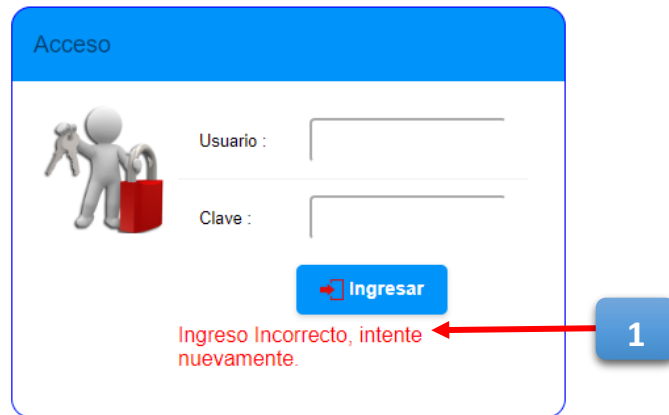 Acceso
Usuario :
Clave :
Ingresar
Ingreso Incorrecto, intente
nuevamente.
1